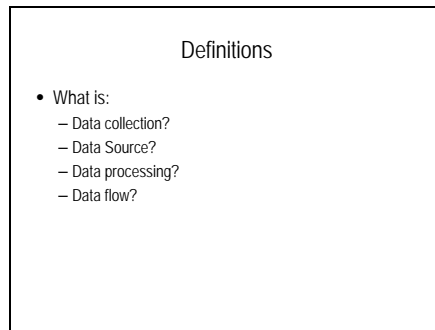 Definitions
• What is:
– Data collection?
– Data Source?
– Data processing?
– Data flow?